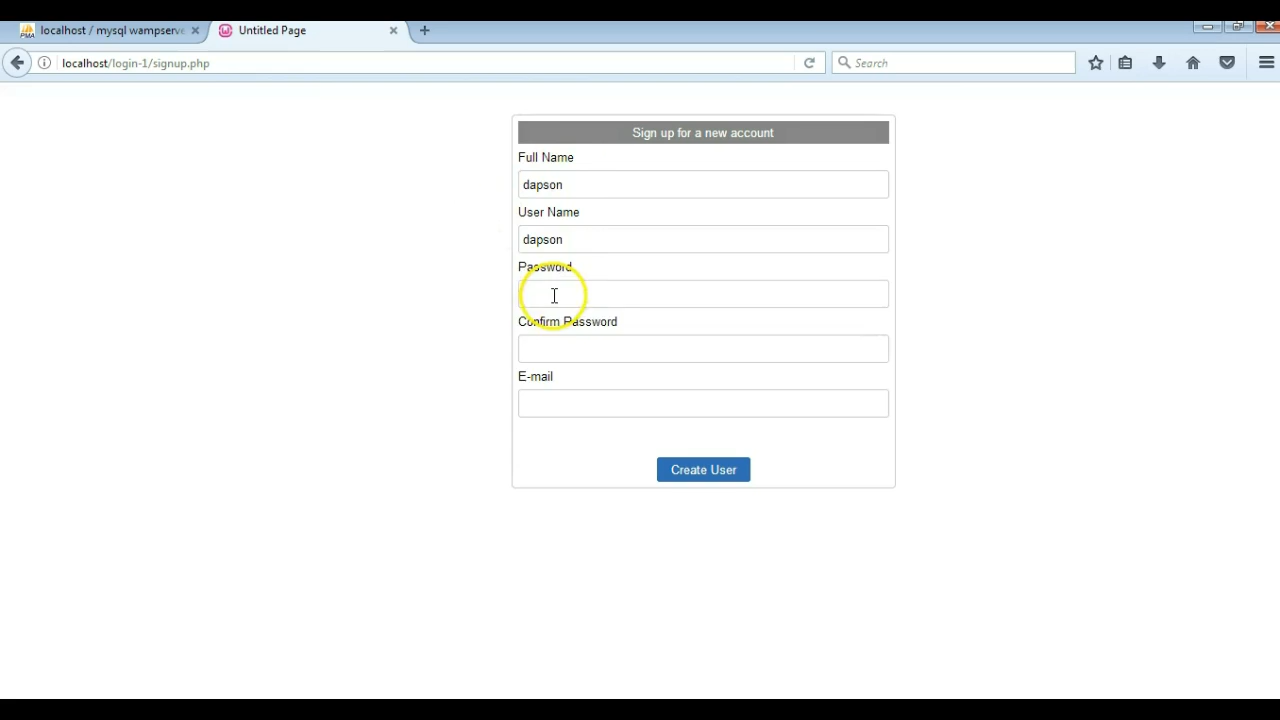 localhost / mysql wampserve
Untitled Page
localhost/login-1/signup.php
Search
Sign up for a new account
Full Name
dapson
User Name
dapson
Password
Confirm Password
E-mail
Create User